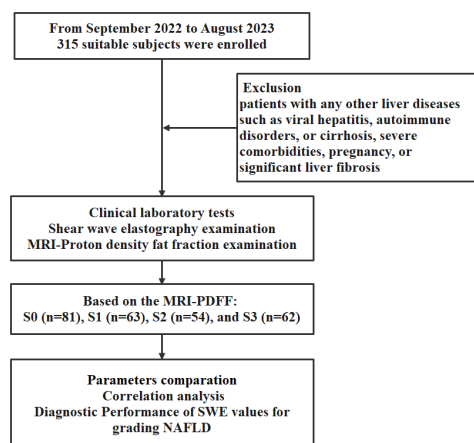 From September 2022 to August 2023
315 suitable subjects were enrolled
Exclusion
patients with any other liver diseases
such as viral hepatitis, autoimmune
disorders, or cirrhosis, severe
comorbidities, pregnancy, or
significant liver fibrosis
Clinical laboratory tests
Shear wave elastography examination
MRI-Proton density fat fraction examination
Based on the MRI-PDFF:
S0 (n=81), S1 (n=63), S2 (n=54), and S3 (n=62)
Parameters comparation
Correlation analysis
Diagnostic Performance of SWE values for
grading NAFLD